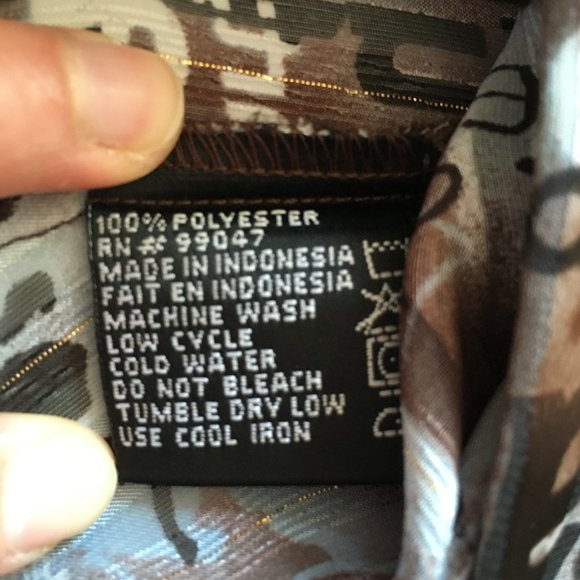 100% POLYESTER
RN # 99047
MADE IN INDONESIA
FAIT EN INDONESIA
MACHINE WASH
LOW CYCLE
COLD WATER
DO NOT BLEACH
TUMBLE DRY LOW
USE COOL IRON